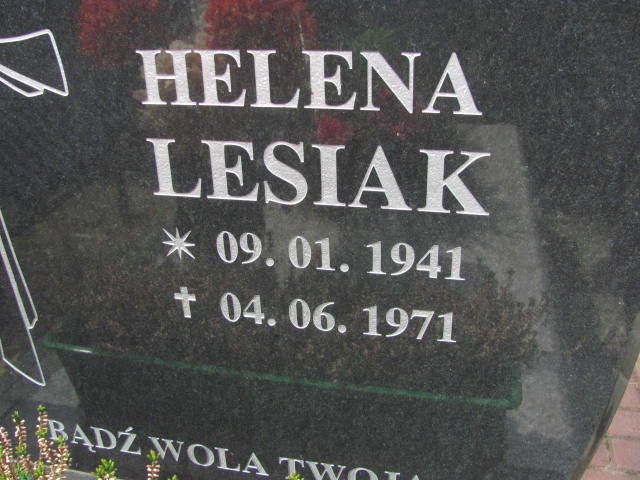 HELENA
LESIAK
* 09. 01. 1941
✝ 04. 06. 1971
BĄDŹ WOLA TWOJA